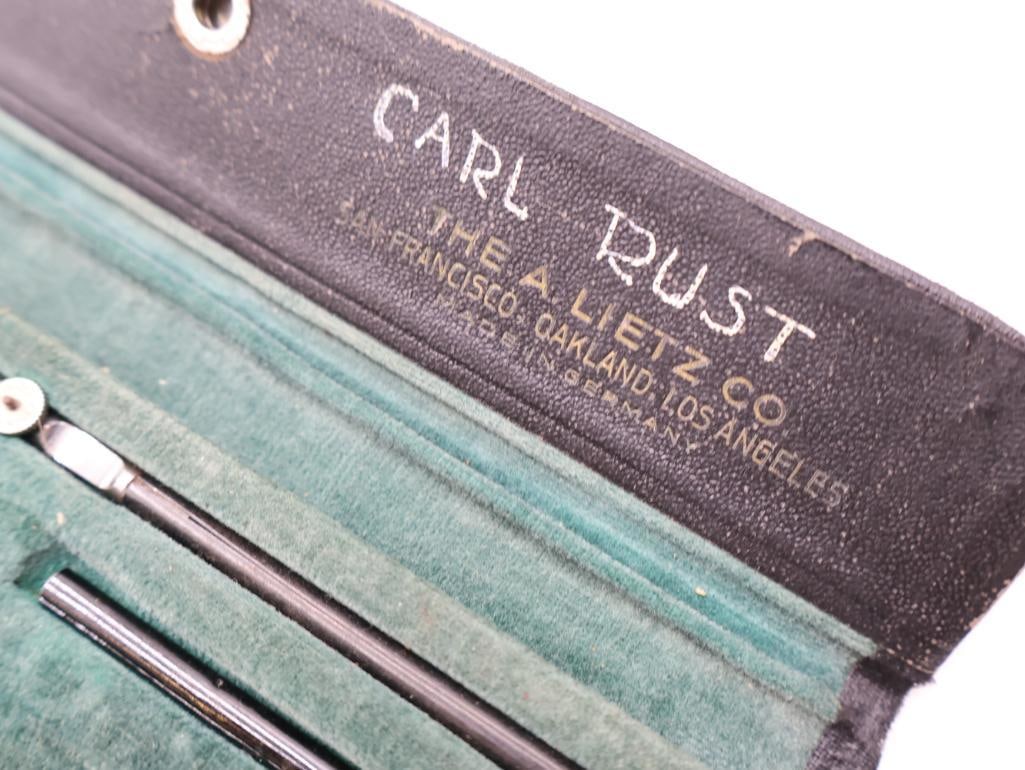 CARL RUST
THE A. LIETZ CO
SAN FRANCISCO, OAKLAND, LOS ANGELES
MADE IN GERMANY